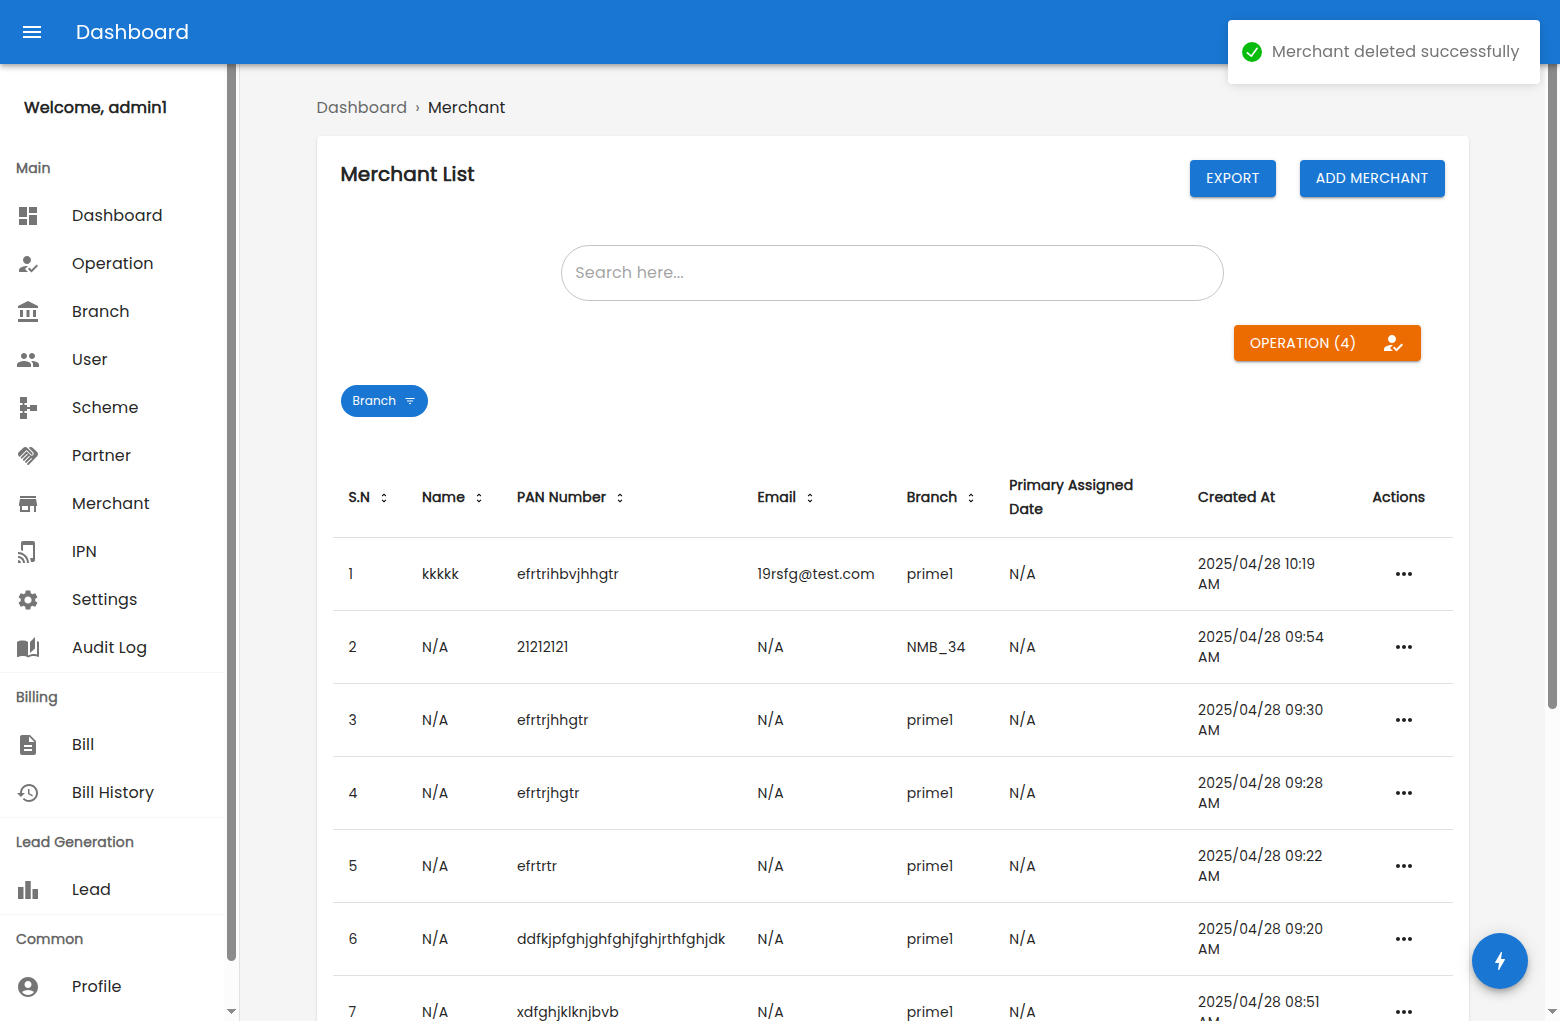 Dashboard
Merchant deleted successfully
Welcome, admin1
Main
Dashboard
Operation
Branch
User
Scheme
Partner
Merchant
IPN
Settings
Audit Log
Billing
Bill
Bill History
Lead Generation
Lead
Common
Profile
Dashboard › Merchant
Merchant List
EXPORT
ADD MERCHANT
Search here...
OPERATION (4)
Branch
S.N Name PAN Number Email Branch Primary Assigned Date Created At Actions
1 kkkkk efrtrihbvjhhgtr 19rsfg@test.com prime1 N/A 2025/04/28 10:19 AM
2 N/A 21212121 N/A NMB_34 N/A 2025/04/28 09:54 AM
3 N/A efrtrjhhgtr N/A prime1 N/A 2025/04/28 09:30 AM
4 N/A efrtrjhgtr N/A prime1 N/A 2025/04/28 09:28 AM
5 N/A efrtrtr N/A prime1 N/A 2025/04/28 09:22 AM
6 N/A ddfkjpfghjghfghjfghjrthfghjdk N/A prime1 N/A 2025/04/28 09:20 AM
7 N/A xdfghjklknjbvb N/A prime1 N/A 2025/04/28 08:51 AM